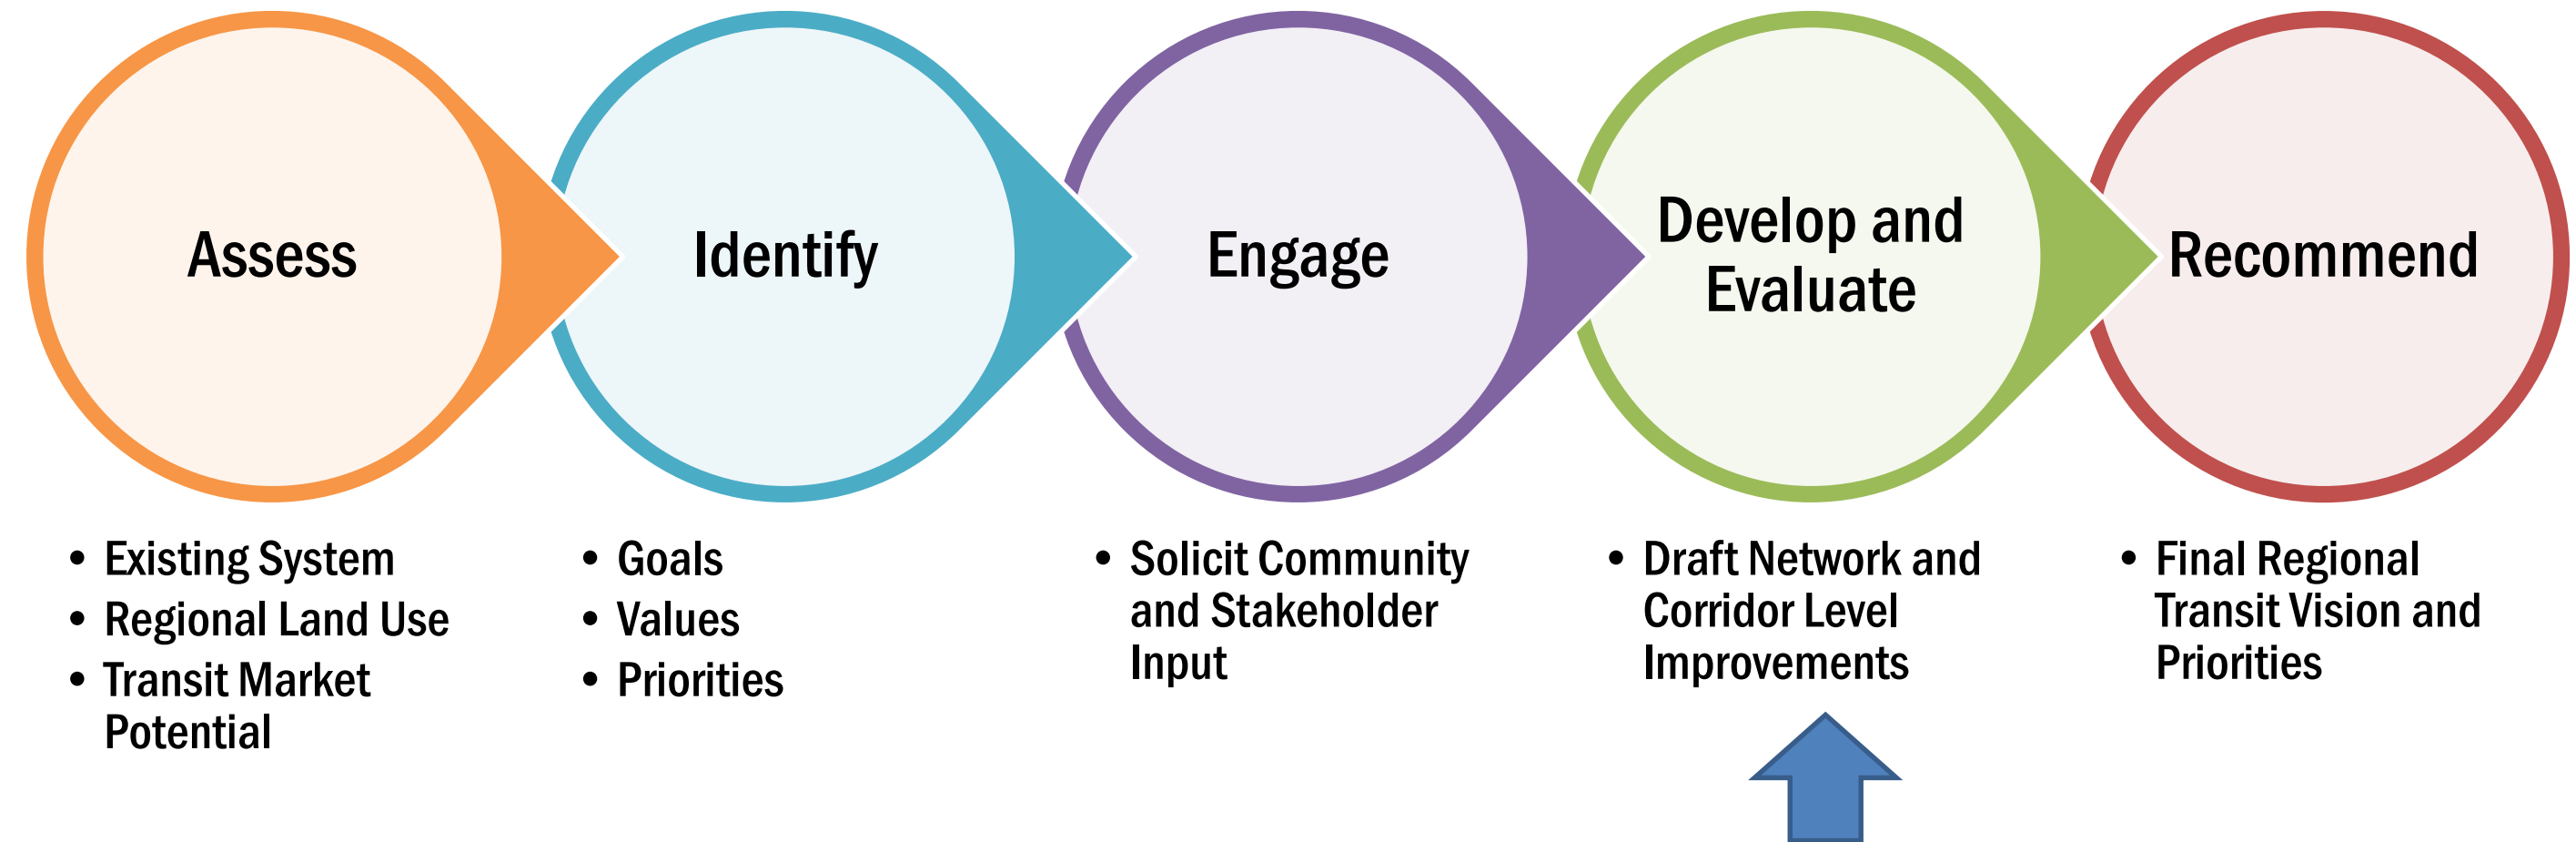 Assess
Identify
Engage
Develop and
Evaluate
Recommend
• Existing System
• Regional Land Use
• Transit Market
Potential
• Goals
• Values
• Priorities
• Solicit Community
and Stakeholder
Input
• Draft Network and
Corridor Level
Improvements
• Final Regional
Transit Vision and
Priorities